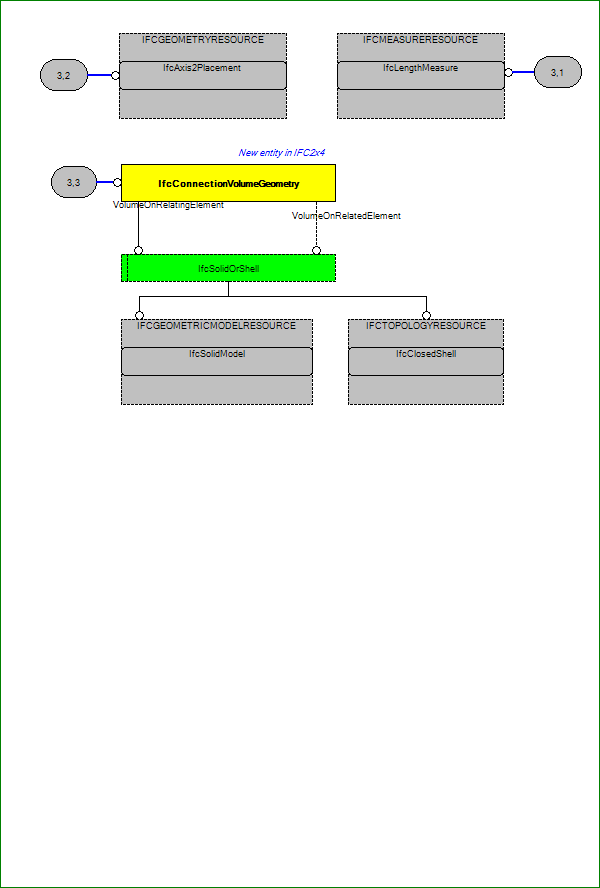 IFCGEOMETRYRESOURCE
IFCMEASURERESOURCE
3,2
IfcAxis2Placement
IfcLengthMeasure
3,1
New entity in IFC2x4
3,3
IfcConnectionVolumeGeometry
VolumeOnRelatingElement
VolumeOnRelatedElement
IfcSolidOrShell
IFCGEOMETRICMODELRESOURCE
IFCTOPOLOGYRESOURCE
IfcSolidModel
IfcClosedShell